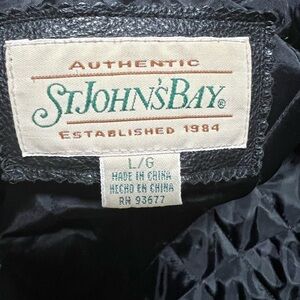 AUTHENTIC
ST JOHN'S BAY®
ESTABLISHED 1984
L/G
MADE IN CHINA
HECHO EN CHINA
RN 93677